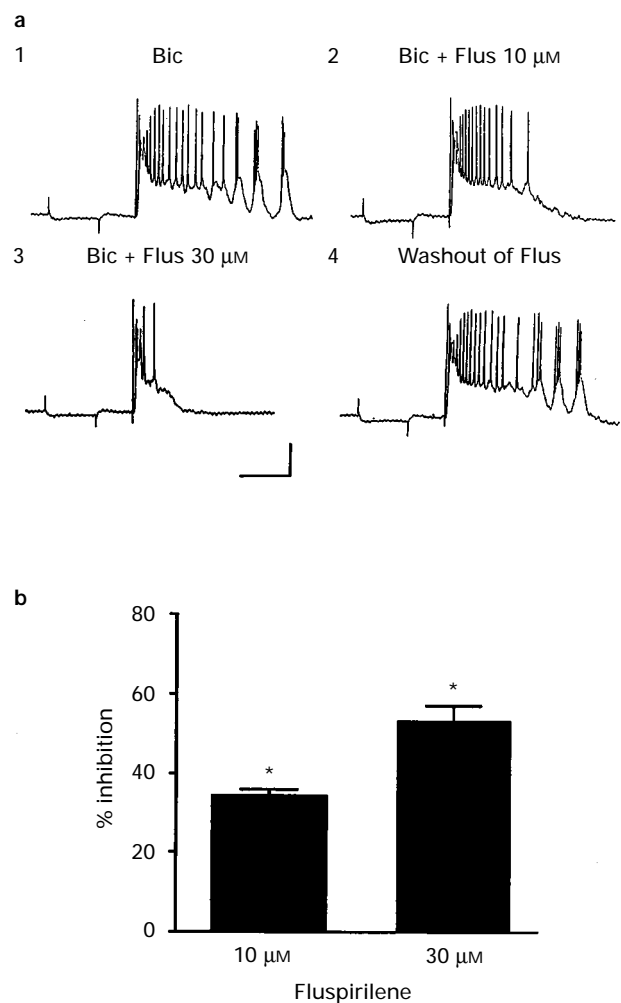 a
1 Bic 2 Bic + Flus 10 μM
3 Bic + Flus 30 μM 4 Washout of Flus
b
80
60
40
20
0
% inhibition
*
*
10 μM 30 μM
Fluspirilene